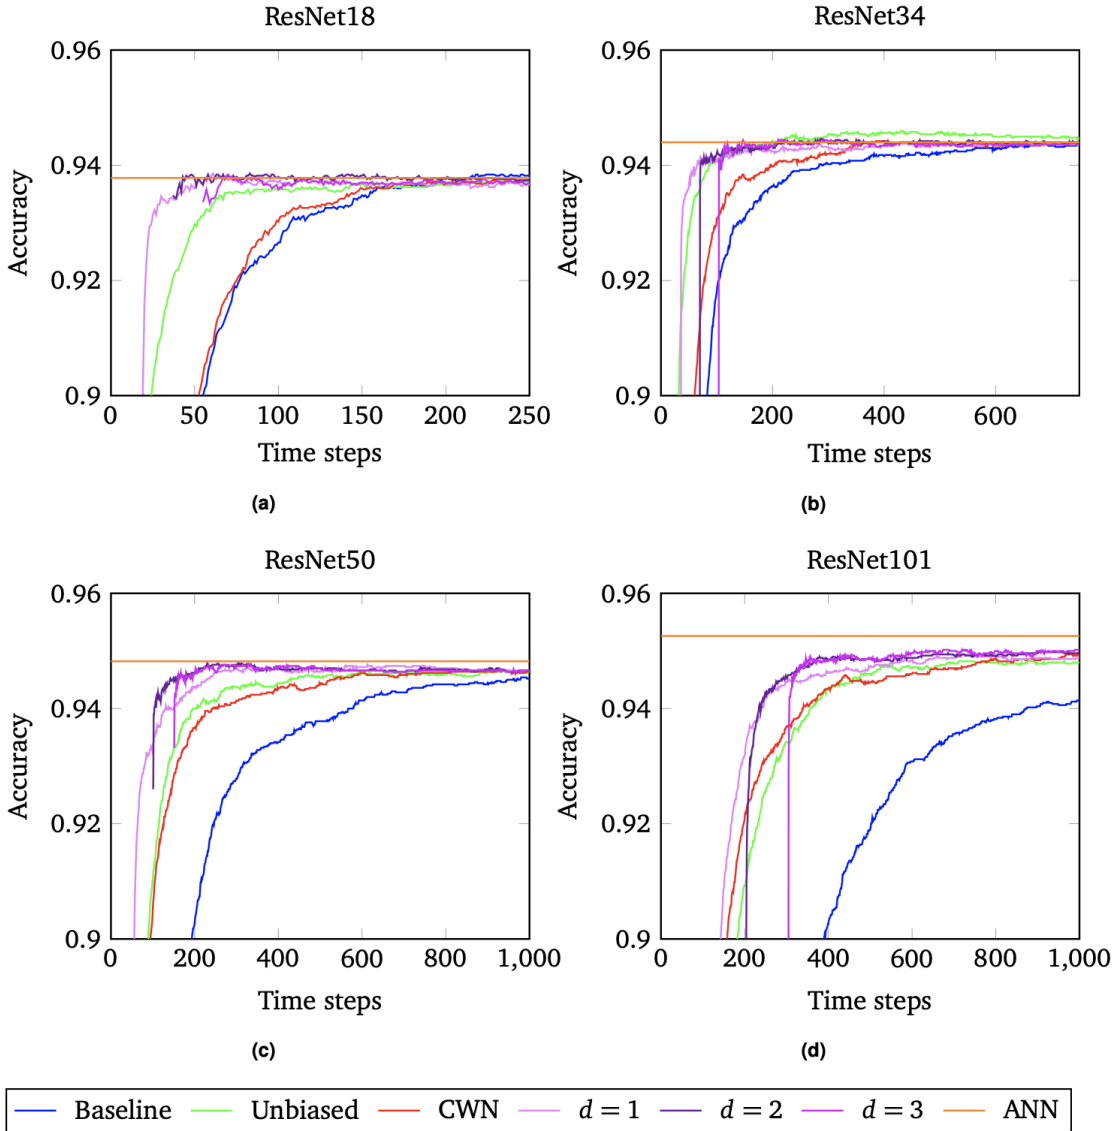 ResNet18
0.96
0.94
0.92
0.9
Accuracy
0 50 100 150 200 250
Time steps
(a)
ResNet34
0.96
0.94
0.92
0.9
Accuracy
0 200 400 600
Time steps
(b)
ResNet50
0.96
0.94
0.92
0.9
Accuracy
0 200 400 600 800 1,000
Time steps
(c)
ResNet101
0.96
0.94
0.92
0.9
Accuracy
0 200 400 600 800 1,000
Time steps
(d)
Baseline Unbiased CWN d = 1 d = 2 d = 3 ANN